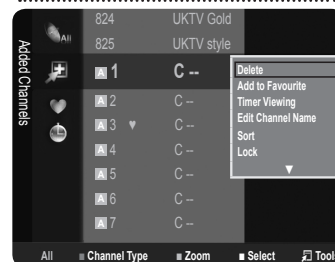 All
Added Channels
824 UKTV Gold
825 UKTV style
A 1 C --
A 2 C --
A 3 ♥ C --
A 4 C --
A 5 C --
A 6 C --
A 7 C --
Delete
Add to Favourite
Timer Viewing
Edit Channel Name
Sort
Lock
▼
All ■ Channel Type ■ Zoom ■ Select Tool